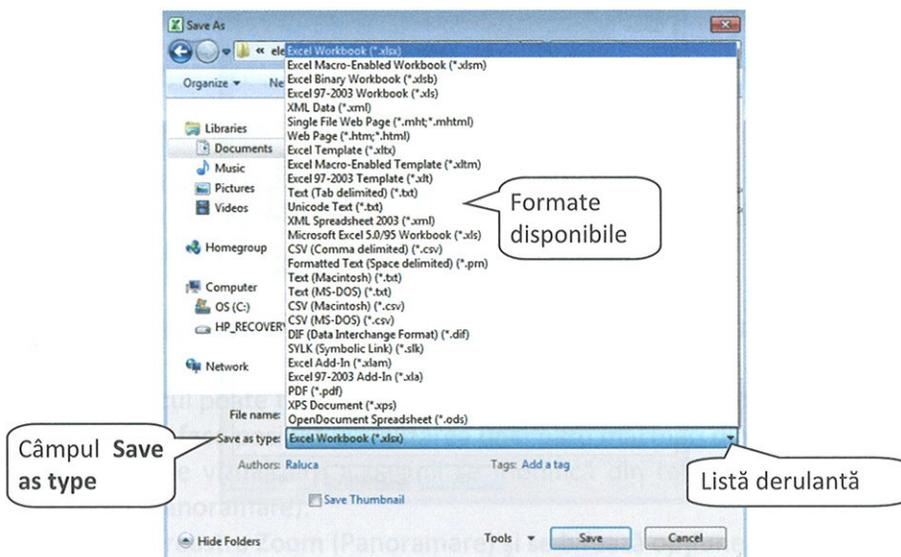 Save As
« ele
Excel Workbook (*.xlsx)
Excel Macro-Enabled Workbook (*.xlsm)
Organize
Ne
Excel Binary Workbook (*.xlsb)
Excel 97-2003 Workbook (*.xls)
XML Data (*.xml)
Single File Web Page (*.mht;*.mhtml)
Libraries
Web Page (*.htm;*.html)
Documents
Excel Template (*.xltx)
Music
Excel Macro-Enabled Template (*.xltm)
Excel 97-2003 Template (*.xlt)
Pictures
Text (Tab delimited) (*.txt)
Videos
Unicode Text (*.txt)
XML Spreadsheet 2003 (*.xml)
Microsoft Excel 5.0/95 Workbook (*.xls)
Formate
disponibile
Homegroup
CSV (Comma delimited) (*.csv)
Formatted Text (Space delimited) (*.prn)
Text (Macintosh) (*.txt)
Computer
Text (MS-DOS) (*.txt)
OS (C:)
CSV (Macintosh) (*.csv)
CSV (MS-DOS) (*.csv)
HP_RECOVERY
DIF (Data Interchange Format) (*.dif)
SYLK (Symbolic Link) (*.slk)
Network
Excel Add-In (*.xlam)
Excel 97-2003 Add-In (*.xla)
PDF (*.pdf)
XPS Document (*.xps)
File name:
OpenDocument Spreadsheet (*.ods)
Save as type:
Excel Workbook (*.xlsx)
Câmpul Save
as type
Authors: Raluca
Tags: Add a tag
Listă derulantă
Save Thumbnail
Hide Folders
Tools
Save
Cancel